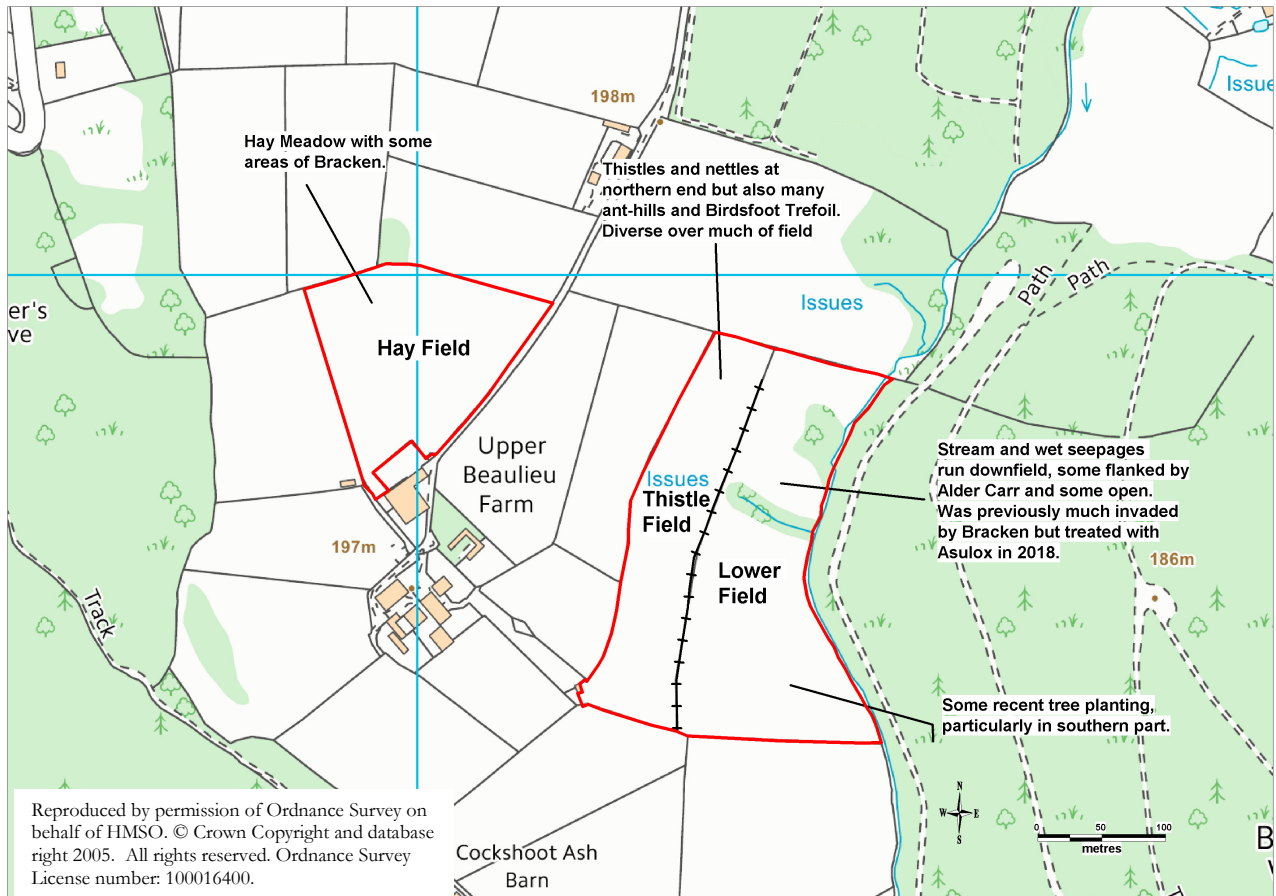 Issue
198m
Hay Meadow with some
areas of Bracken.
Thistles and nettles at
northern end but also many
ant-hills and Birdsfoot Trefoil.
Diverse over much of field
Path
Path
Issues
er's
ve
Hay Field
Upper
Beaulieu
Farm
Issues
Thistle
Field
Stream and wet seepages
run downfield, some flanked by
Alder Carr and some open.
Was previously much invaded
by Bracken but treated with
Asulox in 2018.
197m
186m
Lower
Field
Track
Some recent tree planting,
particularly in southern part.
N
W E
S
0 50 100
metres
Reproduced by permission of Ordnance Survey on
behalf of HMSO. © Crown Copyright and database
right 2005. All rights reserved. Ordnance Survey
License number: 100016400.
Cockshoot Ash
Barn
B